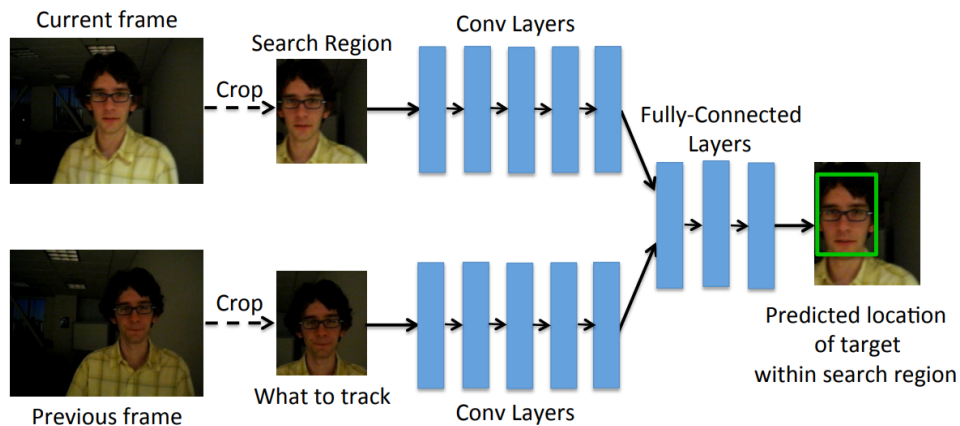 Current frame
Crop
Search Region
Conv Layers
Fully-Connected
Layers
Previous frame
Crop
What to track
Conv Layers
Predicted location
of target
within search region